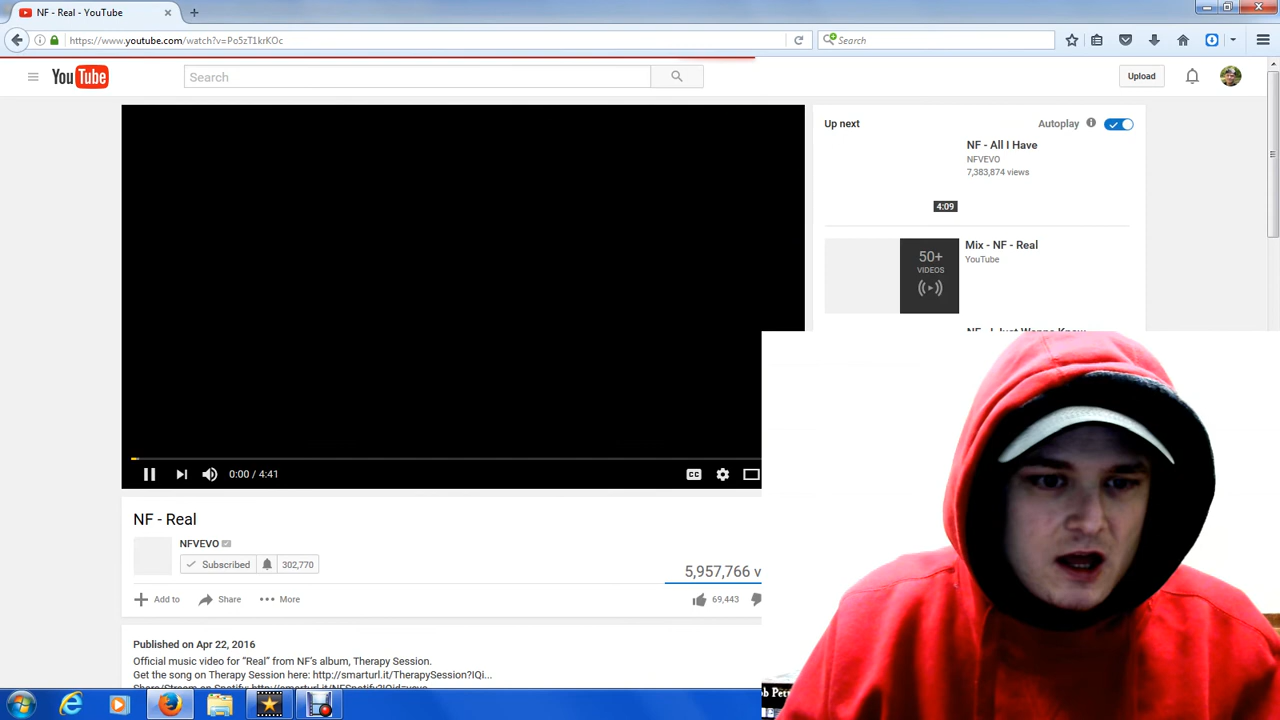 NF - Real - YouTube
https://www.youtube.com/watch?v=Po5zT1krKOc
Search
YouTube
Search
Upload
Up next
Autoplay
NF - All I Have
NFVEVO
7,383,874 views
4:09
50+
VIDEOS
Mix - NF - Real
YouTube
NF - I Just Wanna Know
0:00 / 4:41
CC
NF - Real
NFVEVO
Subscribed
302,770
5,957,766 v
Add to
Share
More
69,443
Published on Apr 22, 2016
Official music video for “Real” from NF's album, Therapy Session.
Get the song on Therapy Session here: http://smarturl.it/TherapySession?IQi...